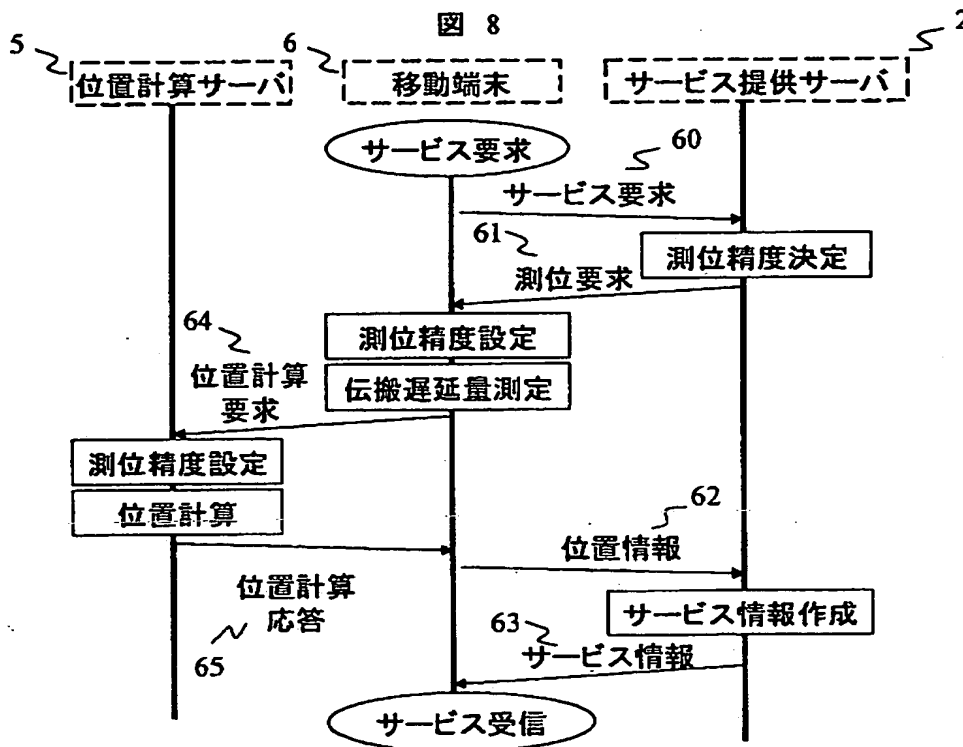 図 8
5
位置計算サーバ
6
移動端末
2
サービス提供サーバ
サービス要求
60
サービス要求
測位精度決定
61
測位要求
測位精度設定
伝搬遅延量測定
64
位置計算
要求
測位精度設定
位置計算
62
位置情報
位置計算
応答
65
サービス情報作成
63
サービス情報
サービス受信